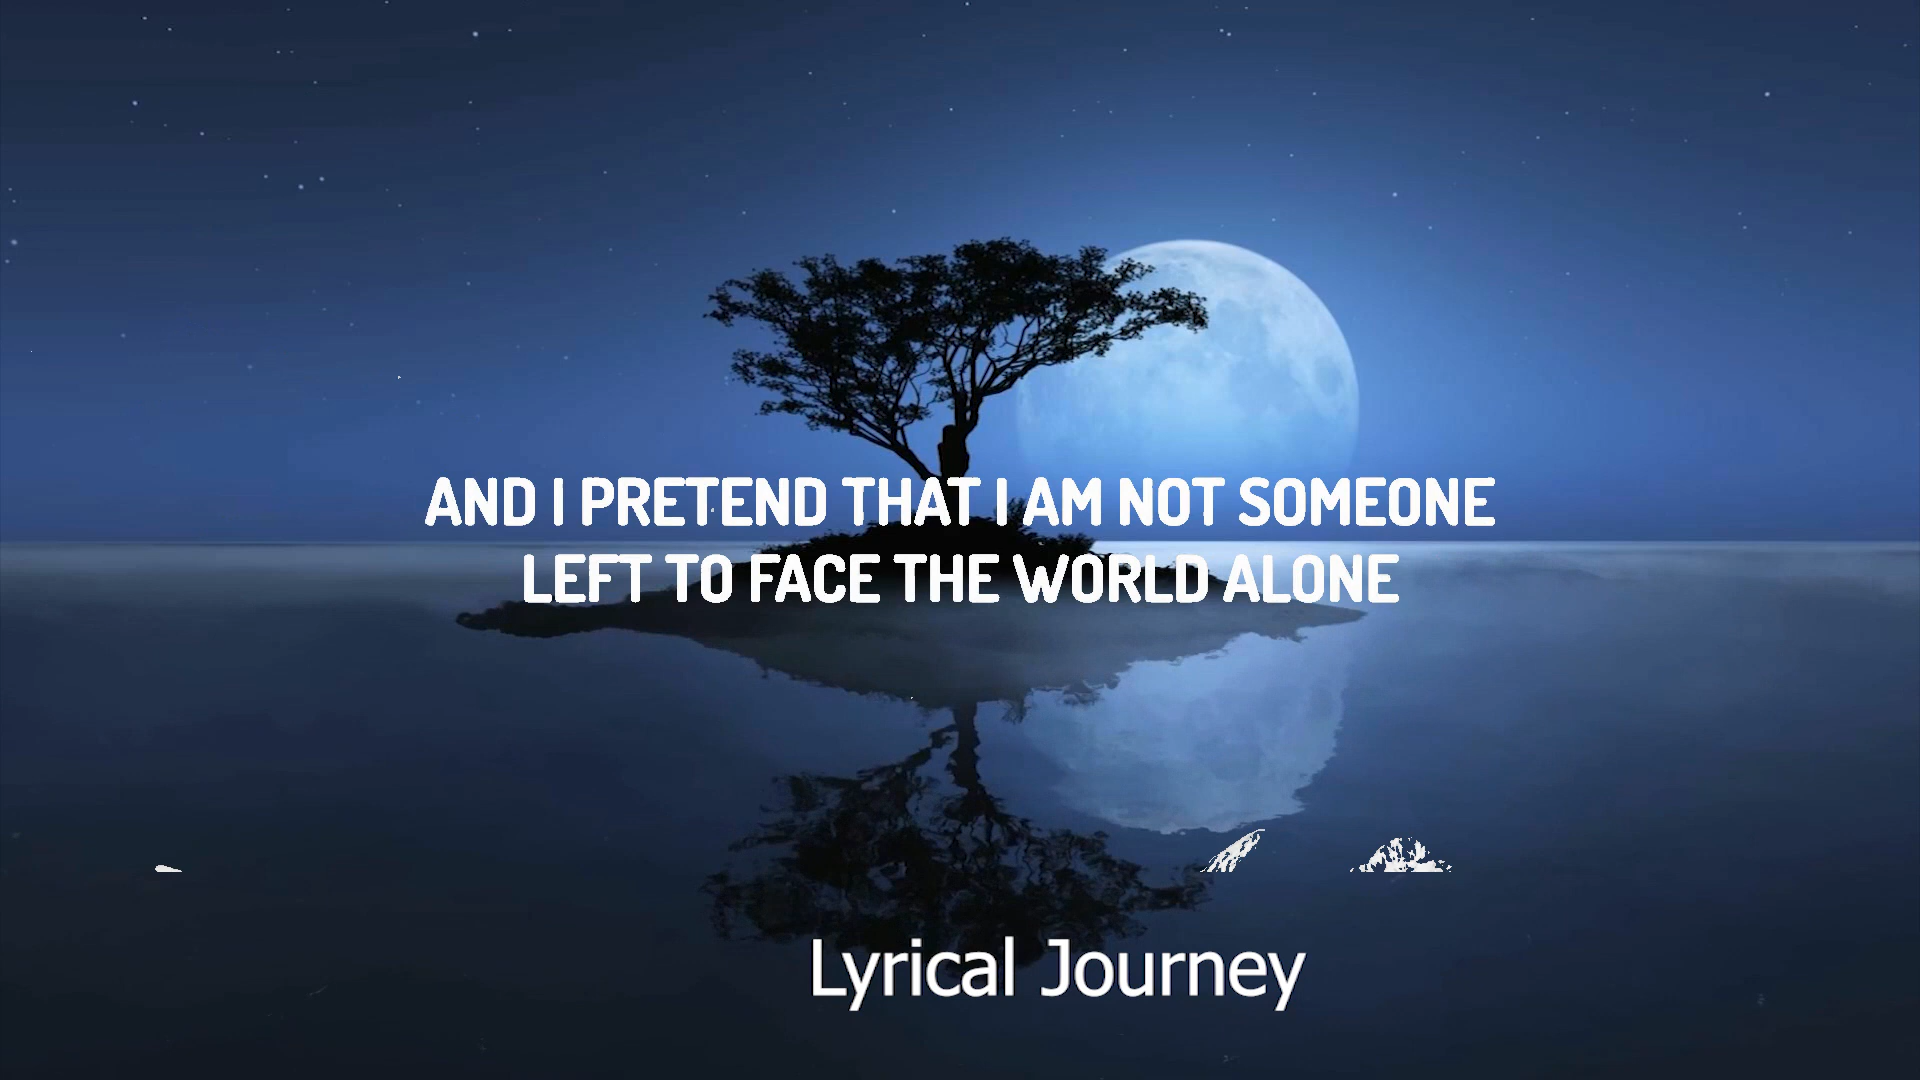 AND I PRETEND THAT I AM NOT SOMEONE
LEFT TO FACE THE WORLD ALONE
Lyrical Journey